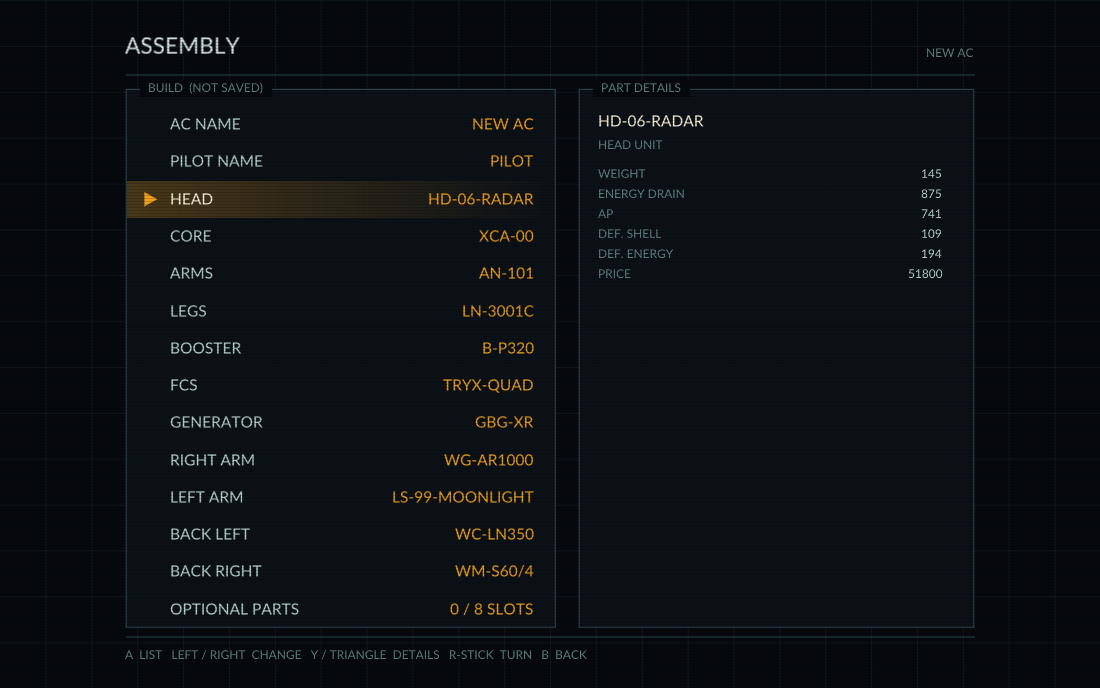 ASSEMBLY
NEW AC
BUILD (NOT SAVED)
AC NAME NEW AC
PILOT NAME PILOT
HEAD HD-06-RADAR
CORE XCA-00
ARMS AN-101
LEGS LN-3001C
BOOSTER B-P320
FCS TRYX-QUAD
GENERATOR GBG-XR
RIGHT ARM WG-AR1000
LEFT ARM LS-99-MOONLIGHT
BACK LEFT WC-LN350
BACK RIGHT WM-S60/4
OPTIONAL PARTS 0 / 8 SLOTS
PART DETAILS
HD-06-RADAR
HEAD UNIT
WEIGHT 145
ENERGY DRAIN 875
AP 741
DEF. SHELL 109
DEF. ENERGY 194
PRICE 51800
A LIST LEFT / RIGHT CHANGE Y / TRIANGLE DETAILS R-STICK TURN B BACK